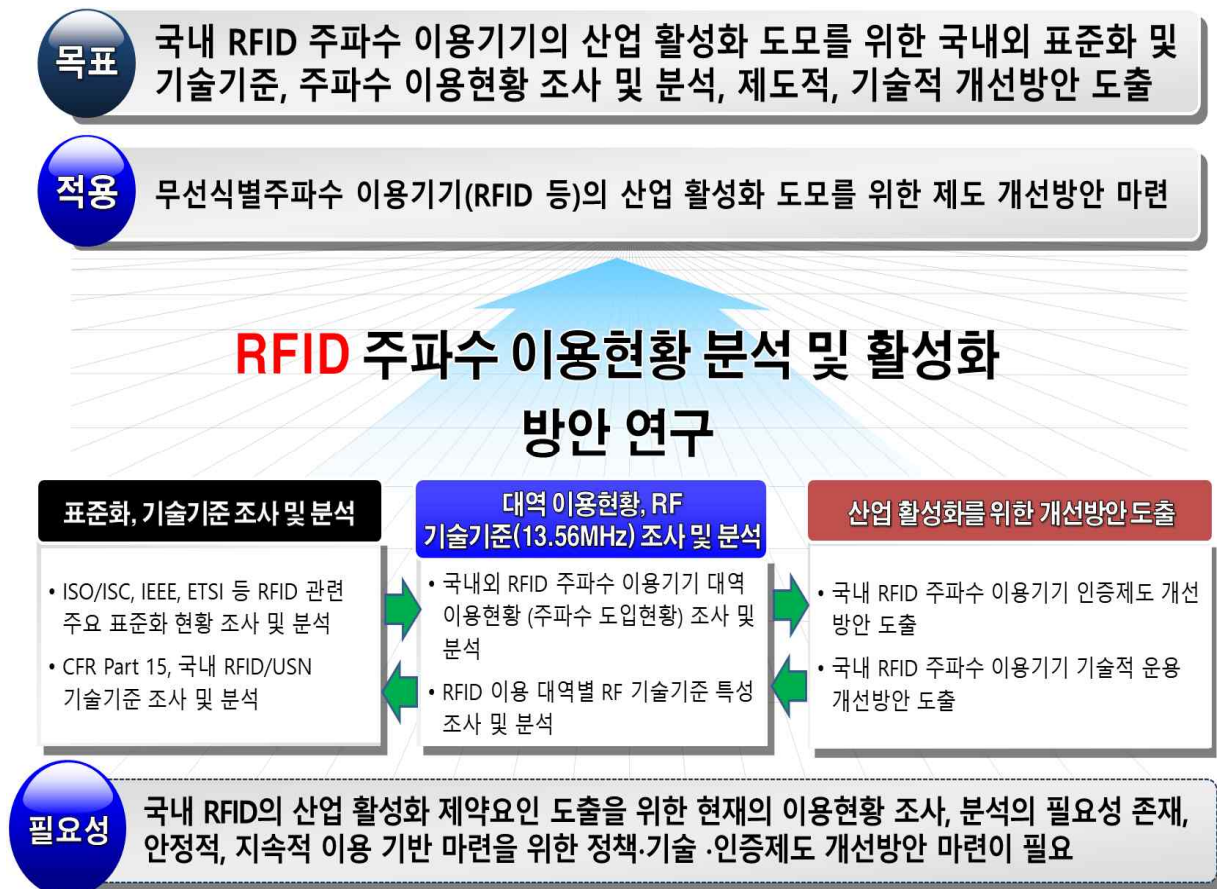 목표
국내 RFID 주파수 이용기기의 산업 활성화 도모를 위한 국내외 표준화 및
기술기준, 주파수 이용현황 조사 및 분석, 제도적, 기술적 개선방안 도출
적용
무선식별주파수 이용기기(RFID 등)의 산업 활성화 도모를 위한 제도 개선방안 마련
RFID 주파수 이용현황 분석 및 활성화
방안 연구
표준화, 기술기준 조사 및 분석
• ISO/ISC, IEEE, ETSI 등 RFID 관련
주요 표준화 현황 조사 및 분석
• CFR Part 15, 국내 RFID/USN
기술기준 조사 및 분석
대역 이용현황, RF
기술기준(13.56MHz) 조사 및 분석
• 국내외 RFID 주파수 이용기기 대역
이용현황 (주파수 도입현황) 조사 및
분석
• RFID 이용 대역별 RF 기술기준 특성
조사 및 분석
산업 활성화를 위한 개선방안 도출
• 국내 RFID 주파수 이용기기 인증제도 개선
방안 도출
• 국내 RFID 주파수 이용기기 기술적 운용
개선방안 도출
필요성
국내 RFID의 산업 활성화 제약요인 도출을 위한 현재의 이용현황 조사, 분석의 필요성 존재,
안정적, 지속적 이용 기반 마련을 위한 정책·기술 ·인증제도 개선방안 마련이 필요